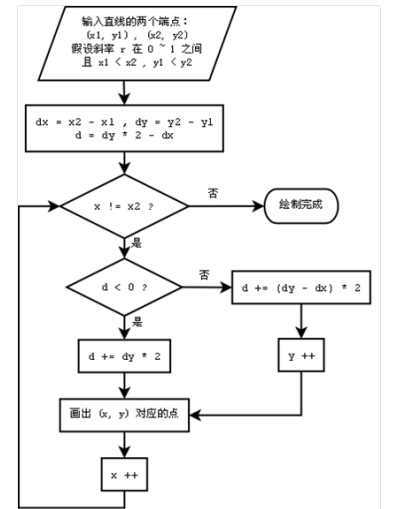 输入直线的两个端点：
(x1, y1) , (x2, y2)
假设斜率 r 在 0 ~ 1 之间
且 x1 < x2 , y1 < y2
dx = x2 - x1 , dy = y2 - y1
d = dy * 2 - dx
x != x2 ?
否
绘制完成
是
d < 0 ?
否
d += (dy - dx) * 2
是
d += dy * 2
y ++
画出 (x, y) 对应的点
x ++